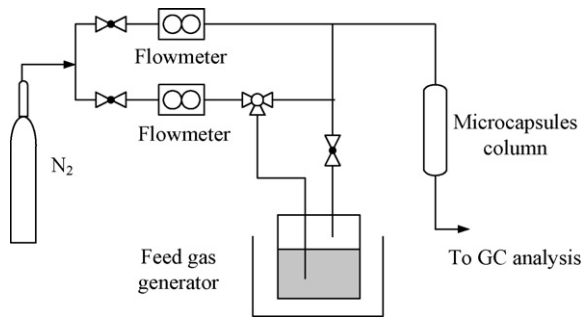 Flowmeter
Flowmeter
N₂
Microcapsules
column
Feed gas
generator
To GC analysis